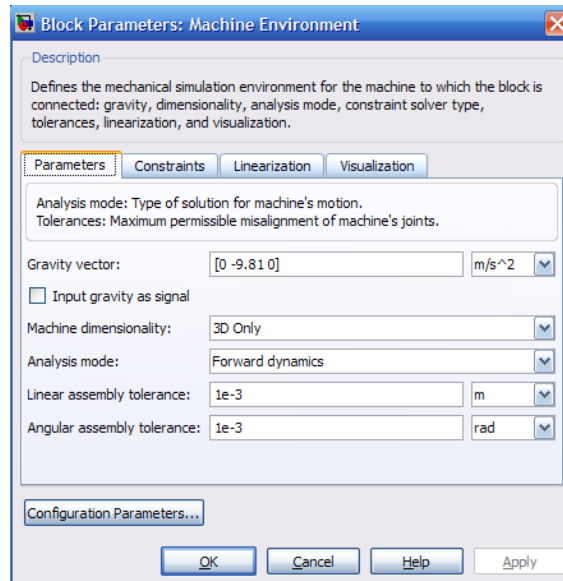 Block Parameters: Machine Environment
Description
Defines the mechanical simulation environment for the machine to which the block is
connected: gravity, dimensionality, analysis mode, constraint solver type,
tolerances, linearization, and visualization.
Parameters Constraints Linearization Visualization
Analysis mode: Type of solution for machine's motion.
Tolerances: Maximum permissible misalignment of machine's joints.
Gravity vector: [0 -9.81 0] m/s^2
Input gravity as signal
Machine dimensionality: 3D Only
Analysis mode: Forward dynamics
Linear assembly tolerance: 1e-3 m
Angular assembly tolerance: 1e-3 rad
Configuration Parameters...
OK Cancel Help Apply